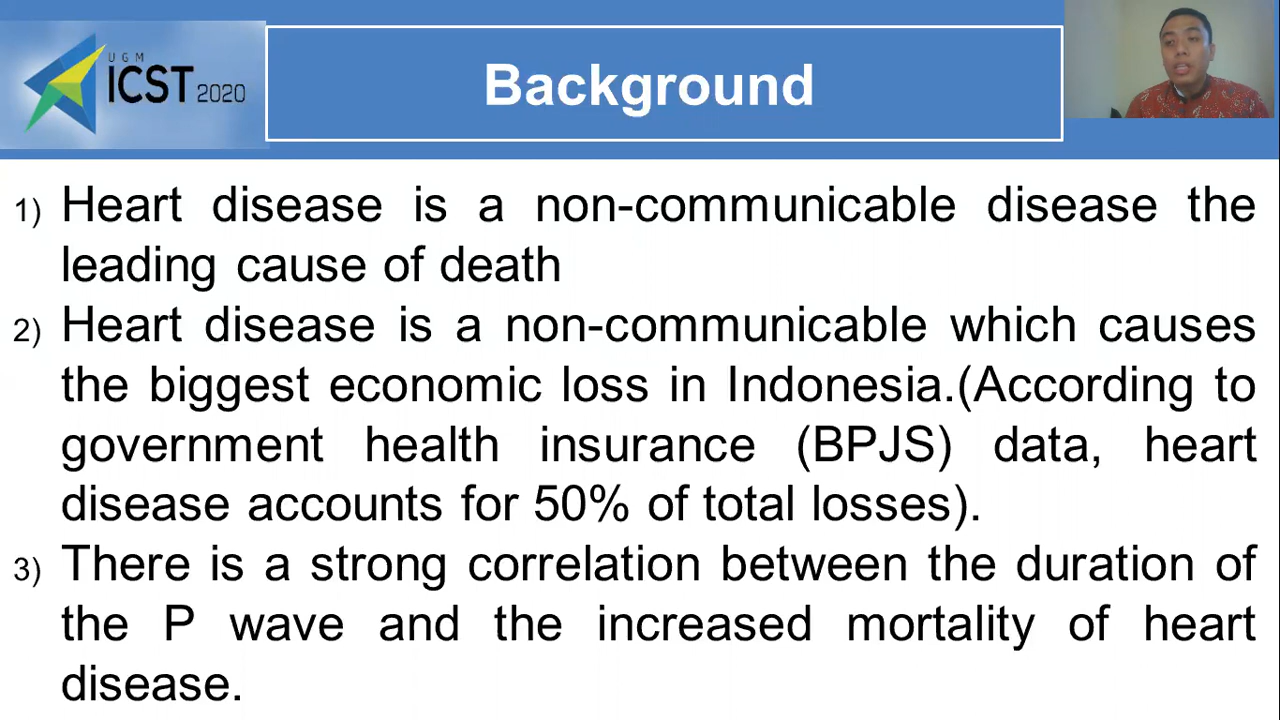 UGM
ICST 2020
Background
1) Heart disease is a non-communicable disease the
leading cause of death
2) Heart disease is a non-communicable which causes
the biggest economic loss in Indonesia.(According to
government health insurance (BPJS) data, heart
disease accounts for 50% of total losses).
3) There is a strong correlation between the duration of
the P wave and the increased mortality of heart
disease.